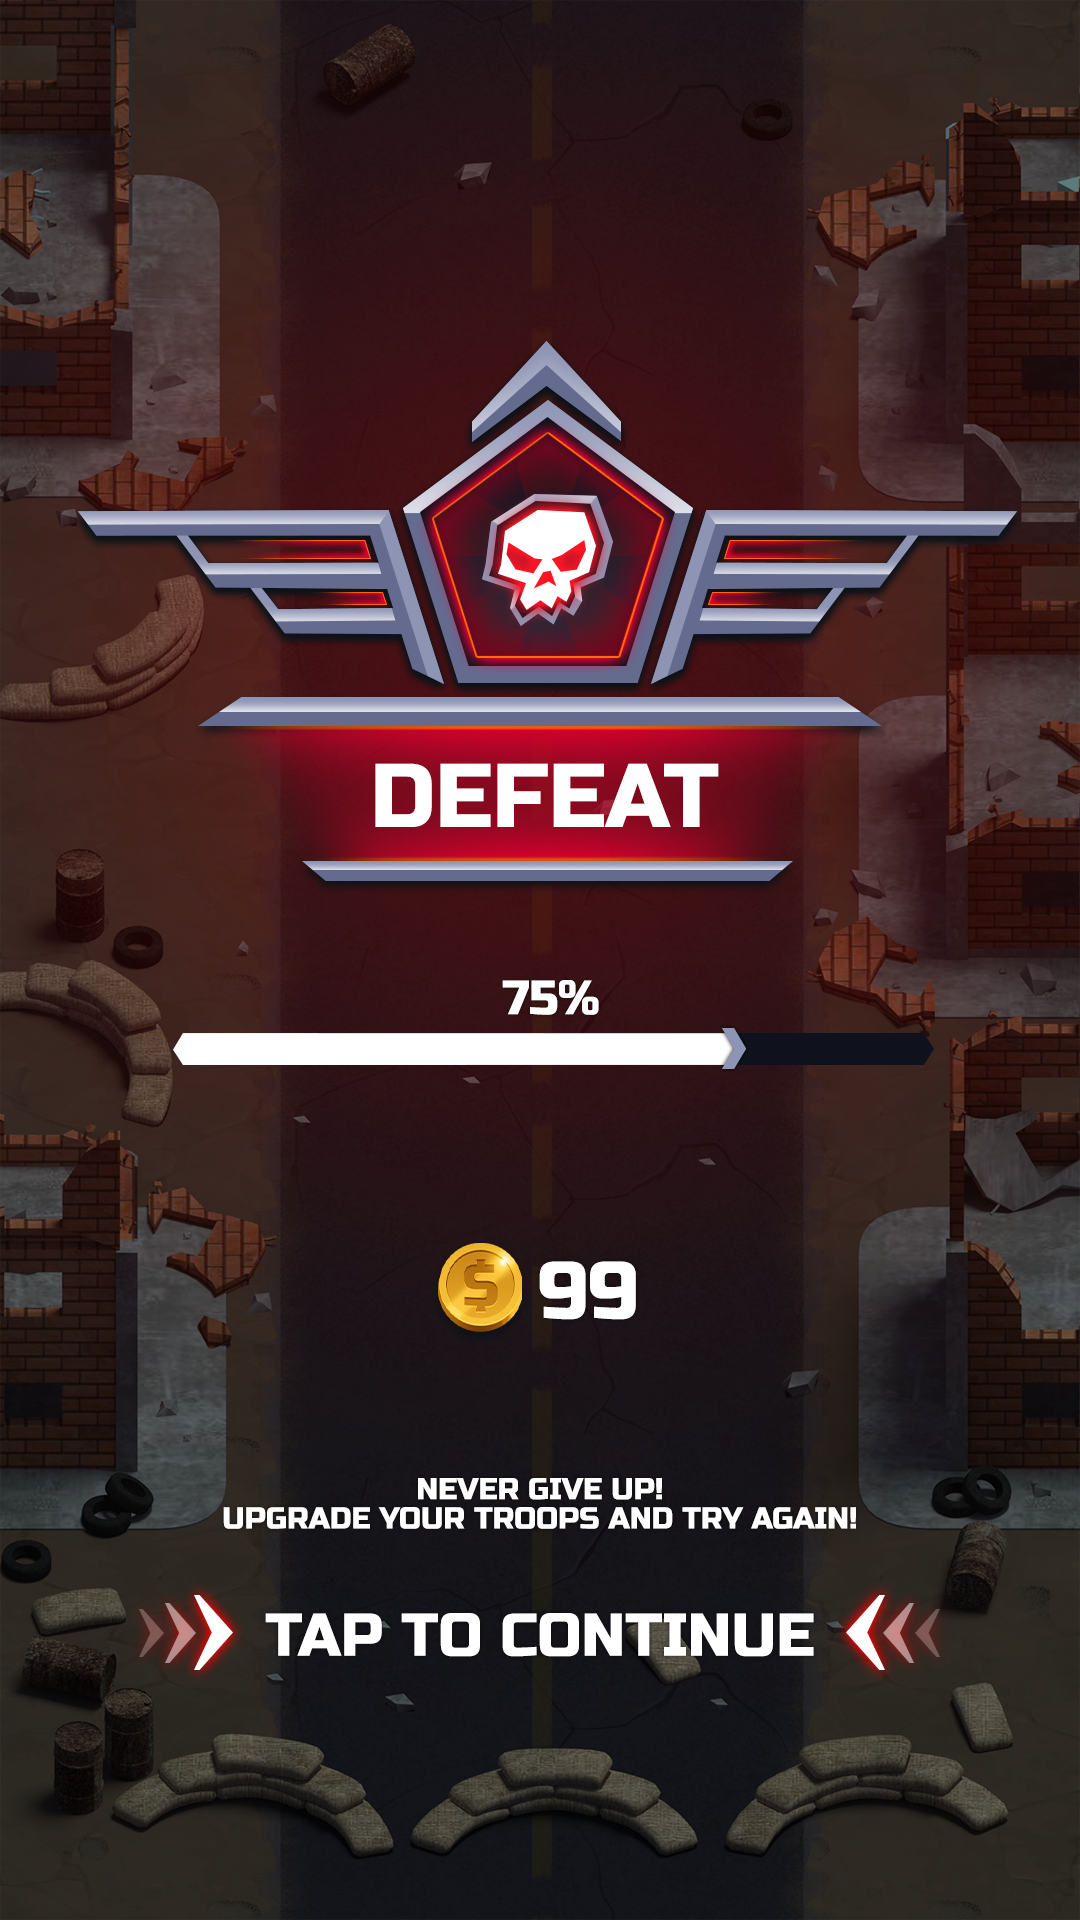 DEFEAT
75%
99
NEVER GIVE UP!
UPGRADE YOUR TROOPS AND TRY AGAIN!
TAP TO CONTINUE